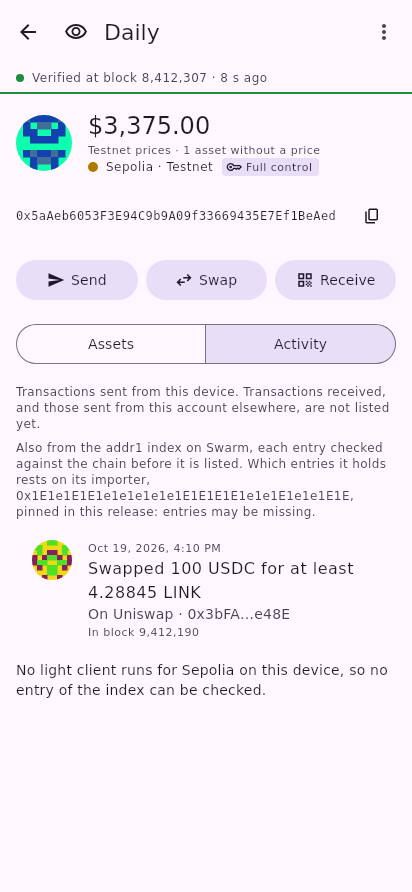 Daily
Verified at block 8,412,307 · 8 s ago
$3,375.00
Testnet prices · 1 asset without a price
Sepolia · Testnet
Full control
0x5aAeb6053F3E94C9b9A09f33669435E7Ef1BeAed
Send
Swap
Receive
Assets
Activity
Transactions sent from this device. Transactions received,
and those sent from this account elsewhere, are not listed
yet.
Also from the addr1 index on Swarm, each entry checked
against the chain before it is listed. Which entries it holds
rests on its importer,
0x1E1e1E1E1e1e1e1e1e1E1E1E1E1e1e1E1e1e1e1E1E,
pinned in this release: entries may be missing.
Oct 19, 2026, 4:10 PM
Swapped 100 USDC for at least
4.28845 LINK
On Uniswap · 0x3bFA…e48E
In block 9,412,190
No light client runs for Sepolia on this device, so no
entry of the index can be checked.